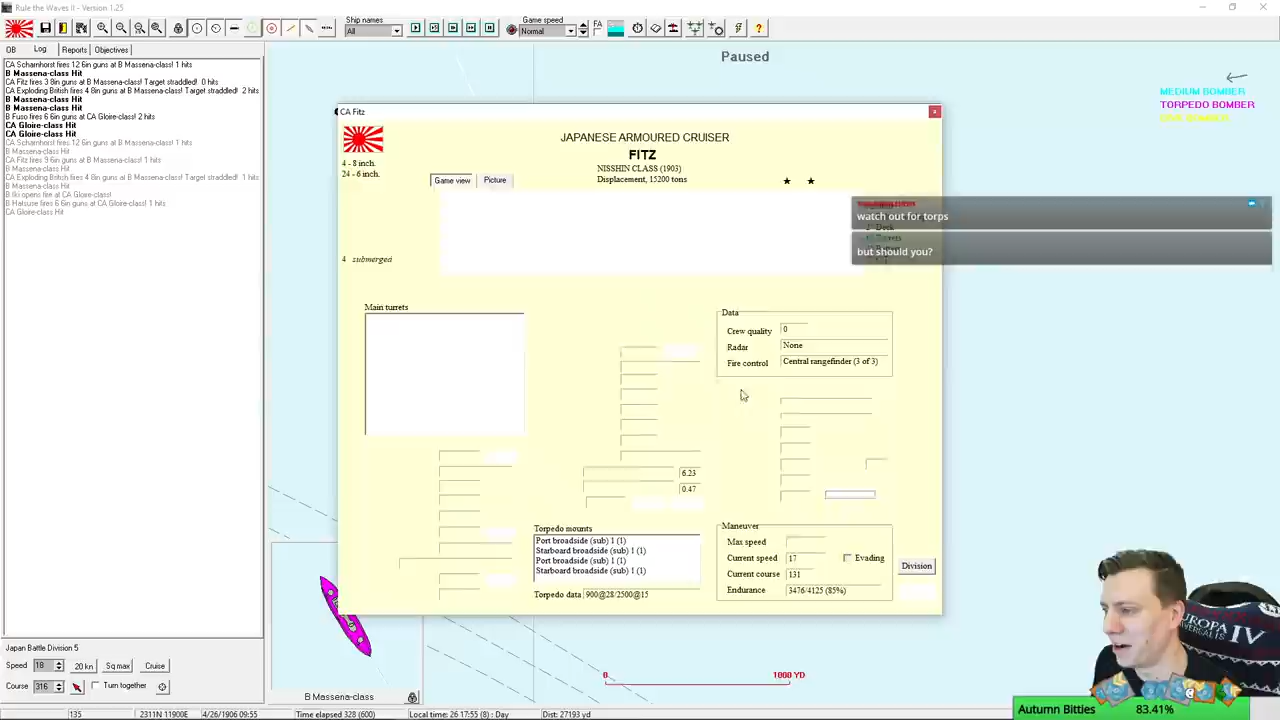 Rule the Waves II - Version 1.25
Ship names
All
Game speed
Normal
FA
OB
Log
Reports
Objectives
CA Scharnhorst fires 12 6in guns at B Massena-class! 1 hits
B Massena-class Hit
CA Fitz fires 3 8in guns at B Massena-class! Target straddled!  0 hits
CA Exploding British fires 4 8in guns at B Massena-class! Target straddled!  2 hits
B Massena-class Hit
B Massena-class Hit
B Fuso fires 6 6in guns at CA Gloire-class! 2 hits
CA Gloire-class Hit
CA Gloire-class Hit
CA Scharnhorst fires 12 6in guns at B Massena-class! 1 hits
B Massena-class Hit
CA Fitz fires 9 6in guns at B Massena-class! 1 hits
B Massena-class Hit
CA Exploding British fires 4 8in guns at B Massena-class! Target straddled!  1 hits
B Massena-class Hit
B Iki opens fire at CA Gloire-class!
B Matsuse fires 6 6in guns at CA Gloire-class! 1 hits
CA Gloire-class Hit
Paused
MEDIUM BOMBER
TORPEDO BOMBER
CA Fitz
JAPANESE ARMOURED CRUISER
FITZ
NISSHIN CLASS (1903)
Displacement, 15200 tons
4 - 8 inch.
24 - 6 inch.
Game view
Picture
4 submerged
watch out for torps
but should you?
Main turrets
Data
Crew quality 0
Radar None
Fire control Central rangefinder (3 of 3)
6.23
0.47
Torpedo mounts
Port broadside (sub) 1 (1)
Starboard broadside (sub) 1 (1)
Port broadside (sub) 1 (1)
Starboard broadside (sub) 1 (1)
Torpedo data 900@28/2500@15
Maneuver
Max speed
Current speed 17
Evading
Current course 131
Endurance 3476/4125 (85%)
Division
Japan Battle Division 5
Speed 18 20 kn Sq max Cruise
Course 316 Turn together
B Massena-class
0
1000 YD
EUROPA IV
UNIVERSALIS
Autumn Bitties 83.41%
135
2311N 11900E
4/26/1906 09:55
Time elapsed 328 (600)
Local time: 26 17:55 (8) : Day
Dist: 27193 yd